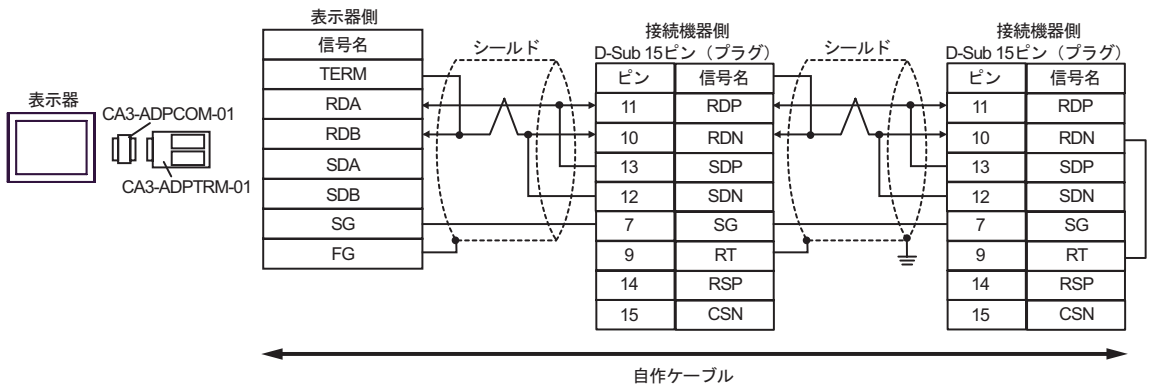 表示器
CA3-ADPCOM-01
CA3-ADPTRM-01
表示器側
信号名
TERM
RDA
RDB
SDA
SDB
SG
FG
シールド
接続機器側
D-Sub 15ピン（プラグ）
ピン 信号名
11 RDP
10 RDN
13 SDP
12 SDN
7 SG
9 RT
14 RSP
15 CSN
シールド
接続機器側
D-Sub 15ピン（プラグ）
ピン 信号名
11 RDP
10 RDN
13 SDP
12 SDN
7 SG
9 RT
14 RSP
15 CSN
自作ケーブル